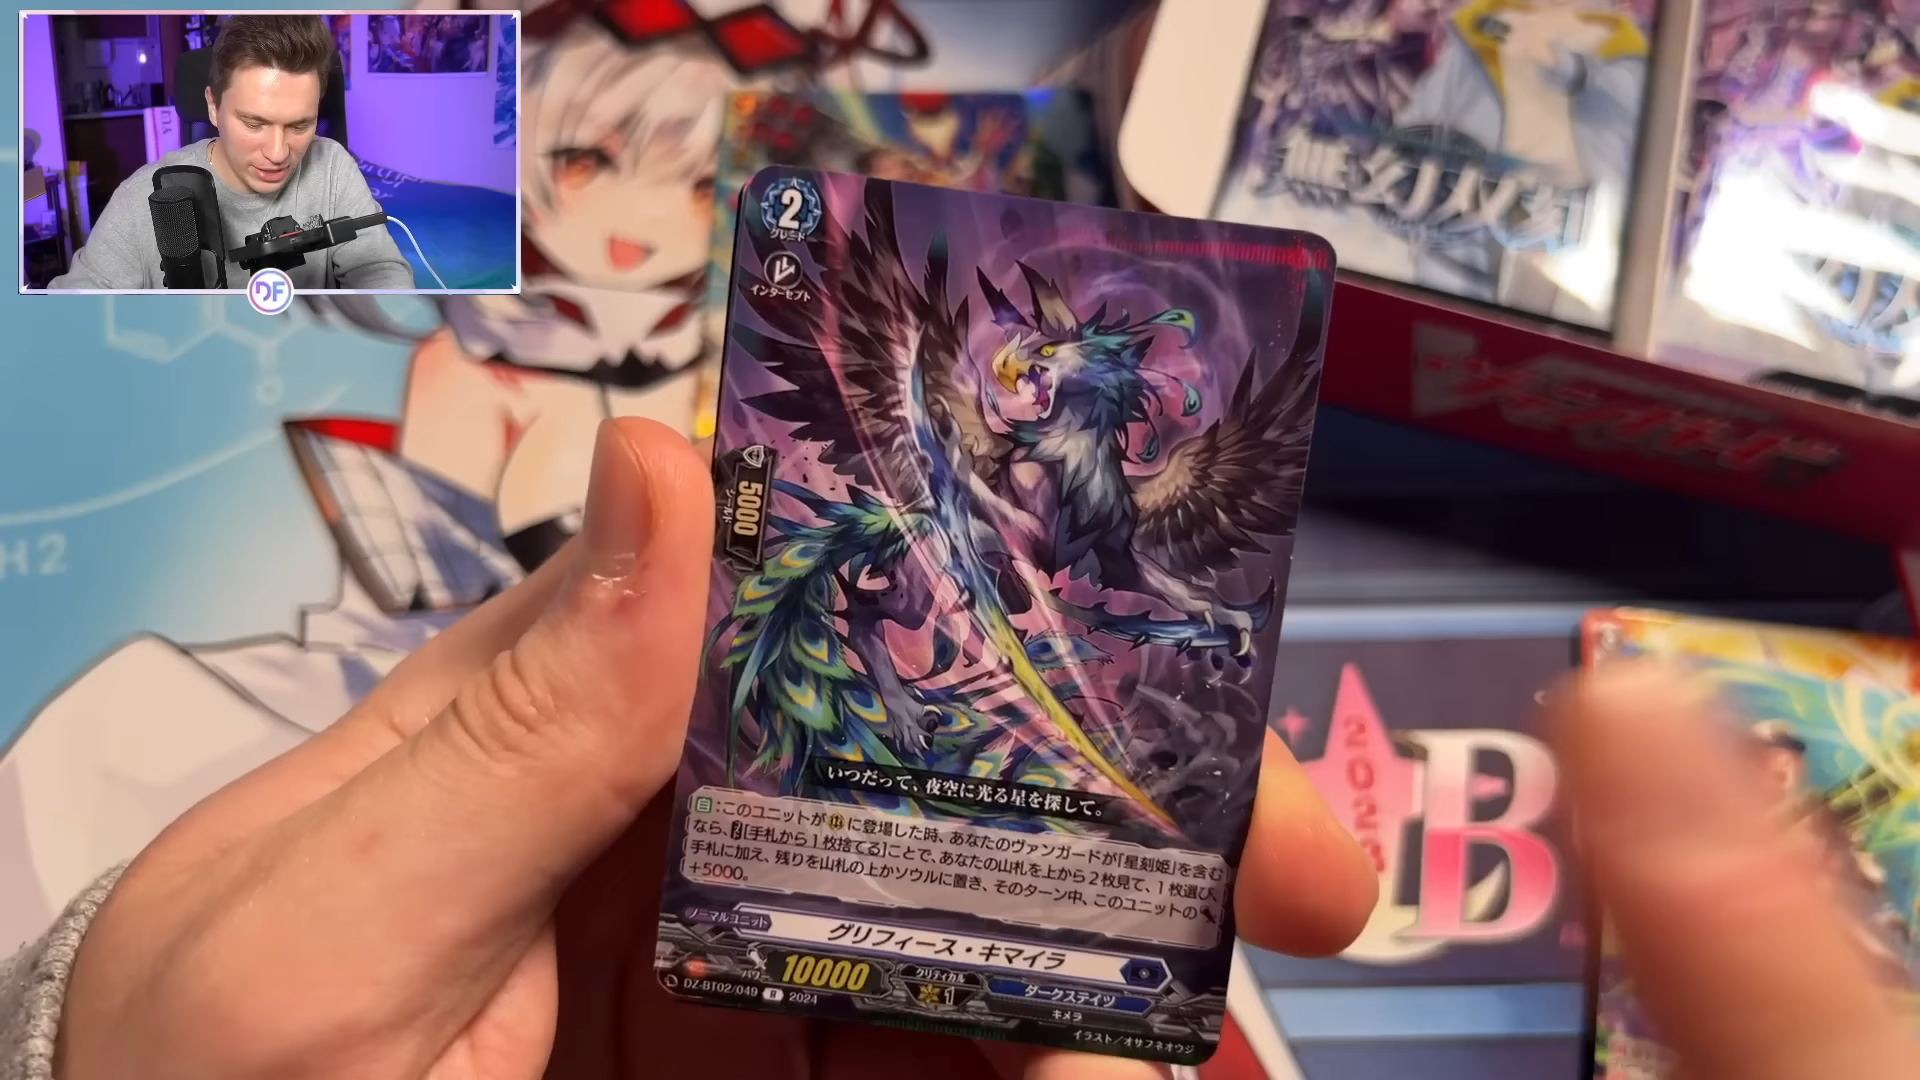 DF
2
グレード
インターセプト
5000
シールド
無幻双刻
H2
2023
B
いつだって、夜空に光る星を探して。
:このユニットが に登場した時、あなたのヴァンガードが「星刻姫」を含む
なら、[手札から1枚捨てる]ことで、あなたの山札を上から2枚見て、1枚選び、
手札に加え、残りを山札の上かソウルに置き、そのターン中、このユニットの
+5000。
ノーマルユニット
グリフィース・キマイラ
パワー 10000
クリティカル
1
ダークステイツ
キメラ
DZ-BT02/049 R 2024
イラスト/オサフネオウジ